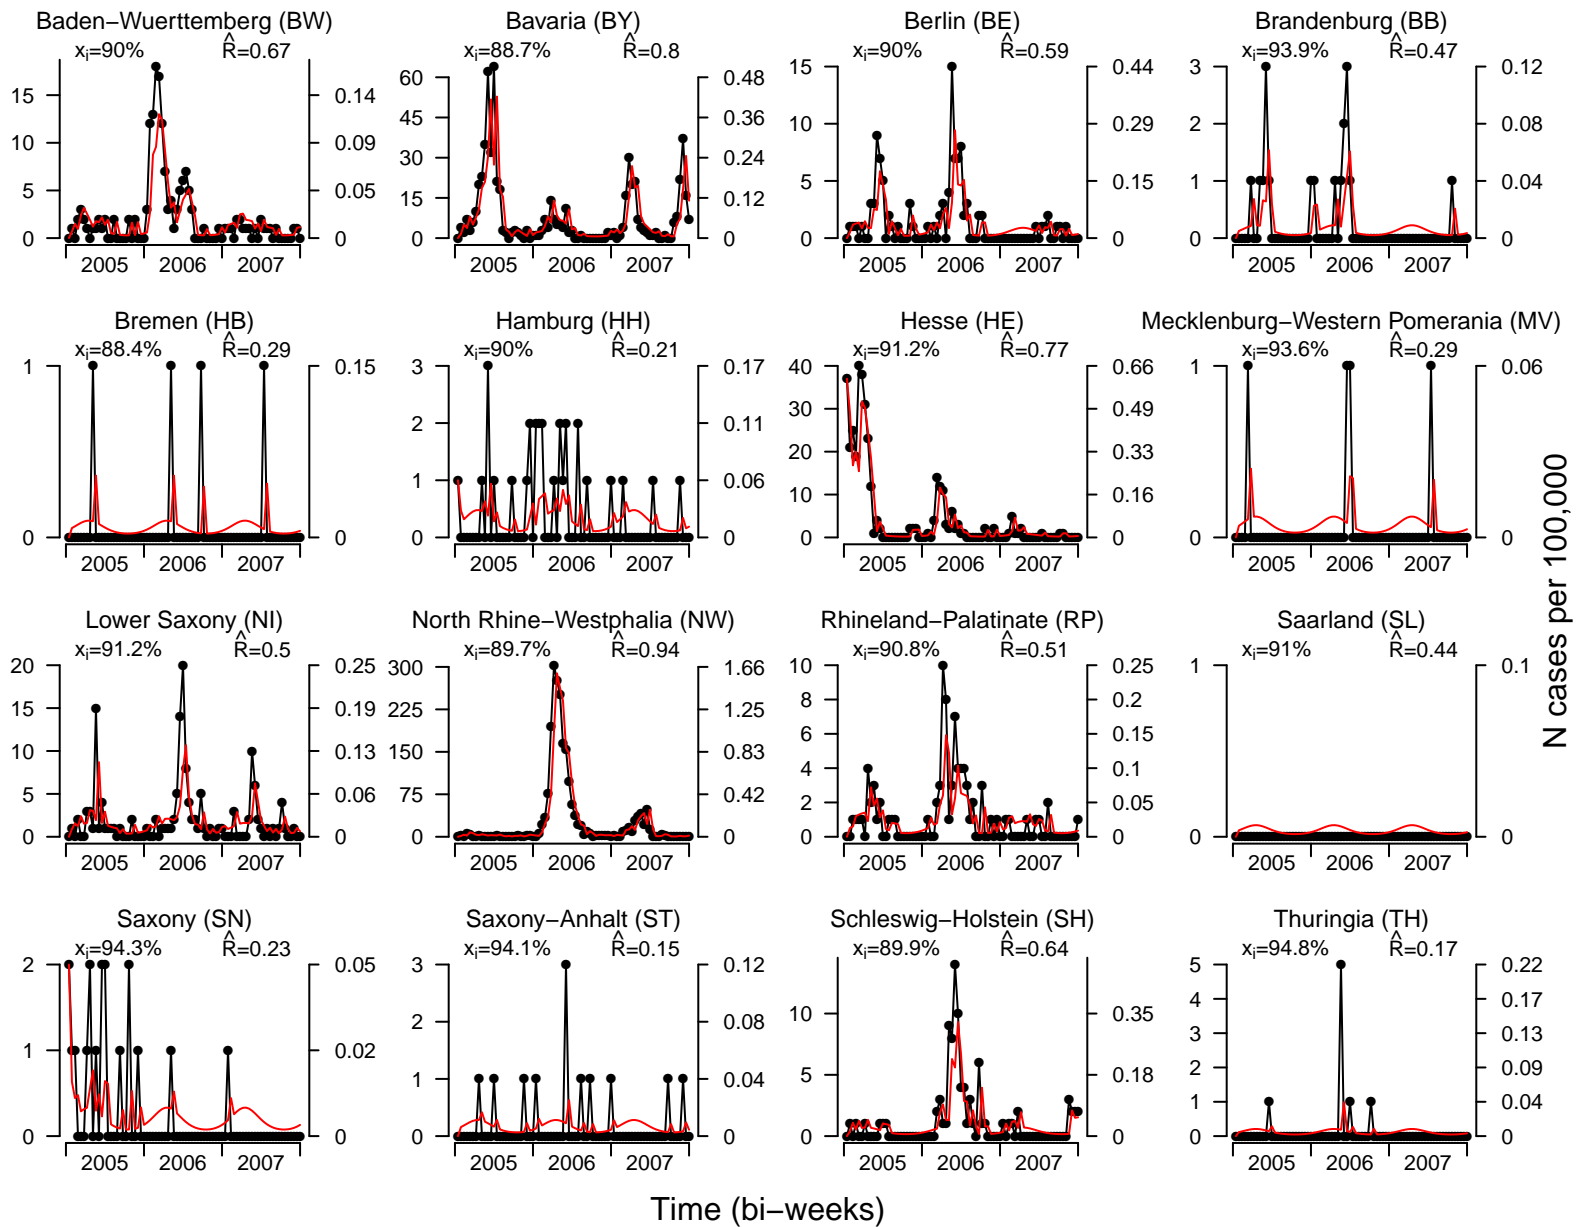 Baden−Wuerttemberg (BW)
xi=90% R̂=0.67
0 5 10 15
0 0.05 0.09 0.14
2005 2006 2007
Bavaria (BY)
xi=88.7% R̂=0.8
0 15 30 45 60
0 0.12 0.24 0.36 0.48
2005 2006 2007
Berlin (BE)
xi=90% R̂=0.59
0 5 10 15
0 0.15 0.29 0.44
2005 2006 2007
Brandenburg (BB)
xi=93.9% R̂=0.47
0 1 2 3
0 0.04 0.08 0.12
2005 2006 2007
Bremen (HB)
xi=88.4% R̂=0.29
0 1
0 0.15
2005 2006 2007
Hamburg (HH)
xi=90% R̂=0.21
0 1 2 3
0 0.06 0.11 0.17
2005 2006 2007
Hesse (HE)
xi=91.2% R̂=0.77
0 10 20 30 40
0 0.16 0.33 0.49 0.66
2005 2006 2007
Mecklenburg−Western Pomerania (MV)
xi=93.6% R̂=0.29
0 1
0 0.06
2005 2006 2007
Lower Saxony (NI)
xi=91.2% R̂=0.5
0 5 10 15 20
0 0.06 0.13 0.19 0.25
2005 2006 2007
North Rhine−Westphalia (NW)
xi=89.7% R̂=0.94
0 75 150 225 300
0 0.42 0.83 1.25 1.66
2005 2006 2007
Rhineland−Palatinate (RP)
xi=90.8% R̂=0.51
0 2 4 6 8 10
0 0.05 0.1 0.15 0.2 0.25
2005 2006 2007
Saarland (SL)
xi=91% R̂=0.44
0 1
0 0.1
2005 2006 2007
Saxony (SN)
xi=94.3% R̂=0.23
0 1 2
0 0.02 0.05
2005 2006 2007
Saxony−Anhalt (ST)
xi=94.1% R̂=0.15
0 1 2 3
0 0.04 0.08 0.12
2005 2006 2007
Schleswig−Holstein (SH)
xi=89.9% R̂=0.64
0 5 10
0 0.18 0.35
2005 2006 2007
Thuringia (TH)
xi=94.8% R̂=0.17
0 1 2 3 4 5
0 0.04 0.09 0.13 0.17 0.22
2005 2006 2007
N cases per 100,000
Time (bi−weeks)